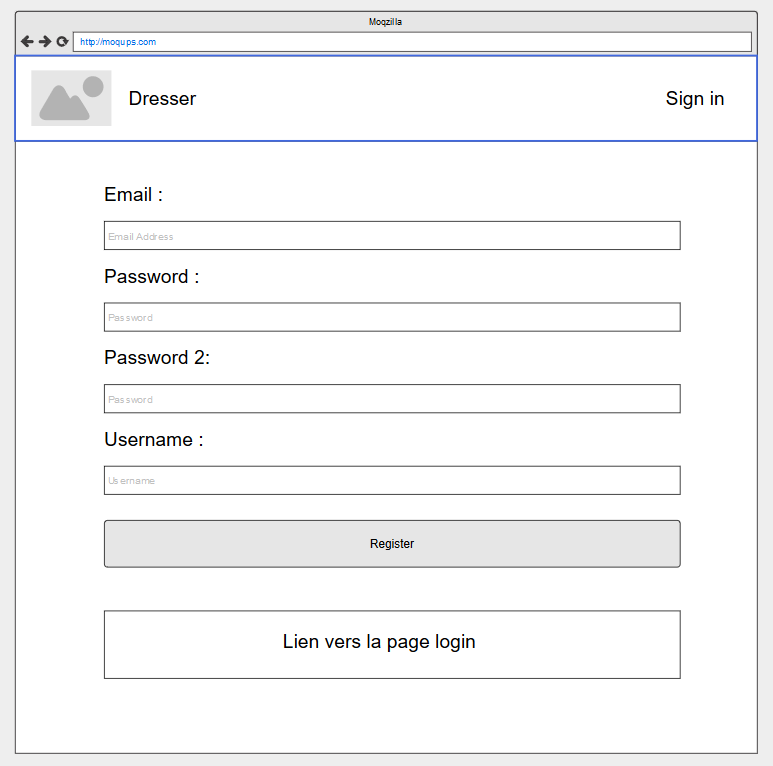 Moqzilla
http://moqups.com
Dresser
Sign in
Email :
Email Address
Password :
Password
Password 2:
Password
Username :
Username
Register
Lien vers la page login